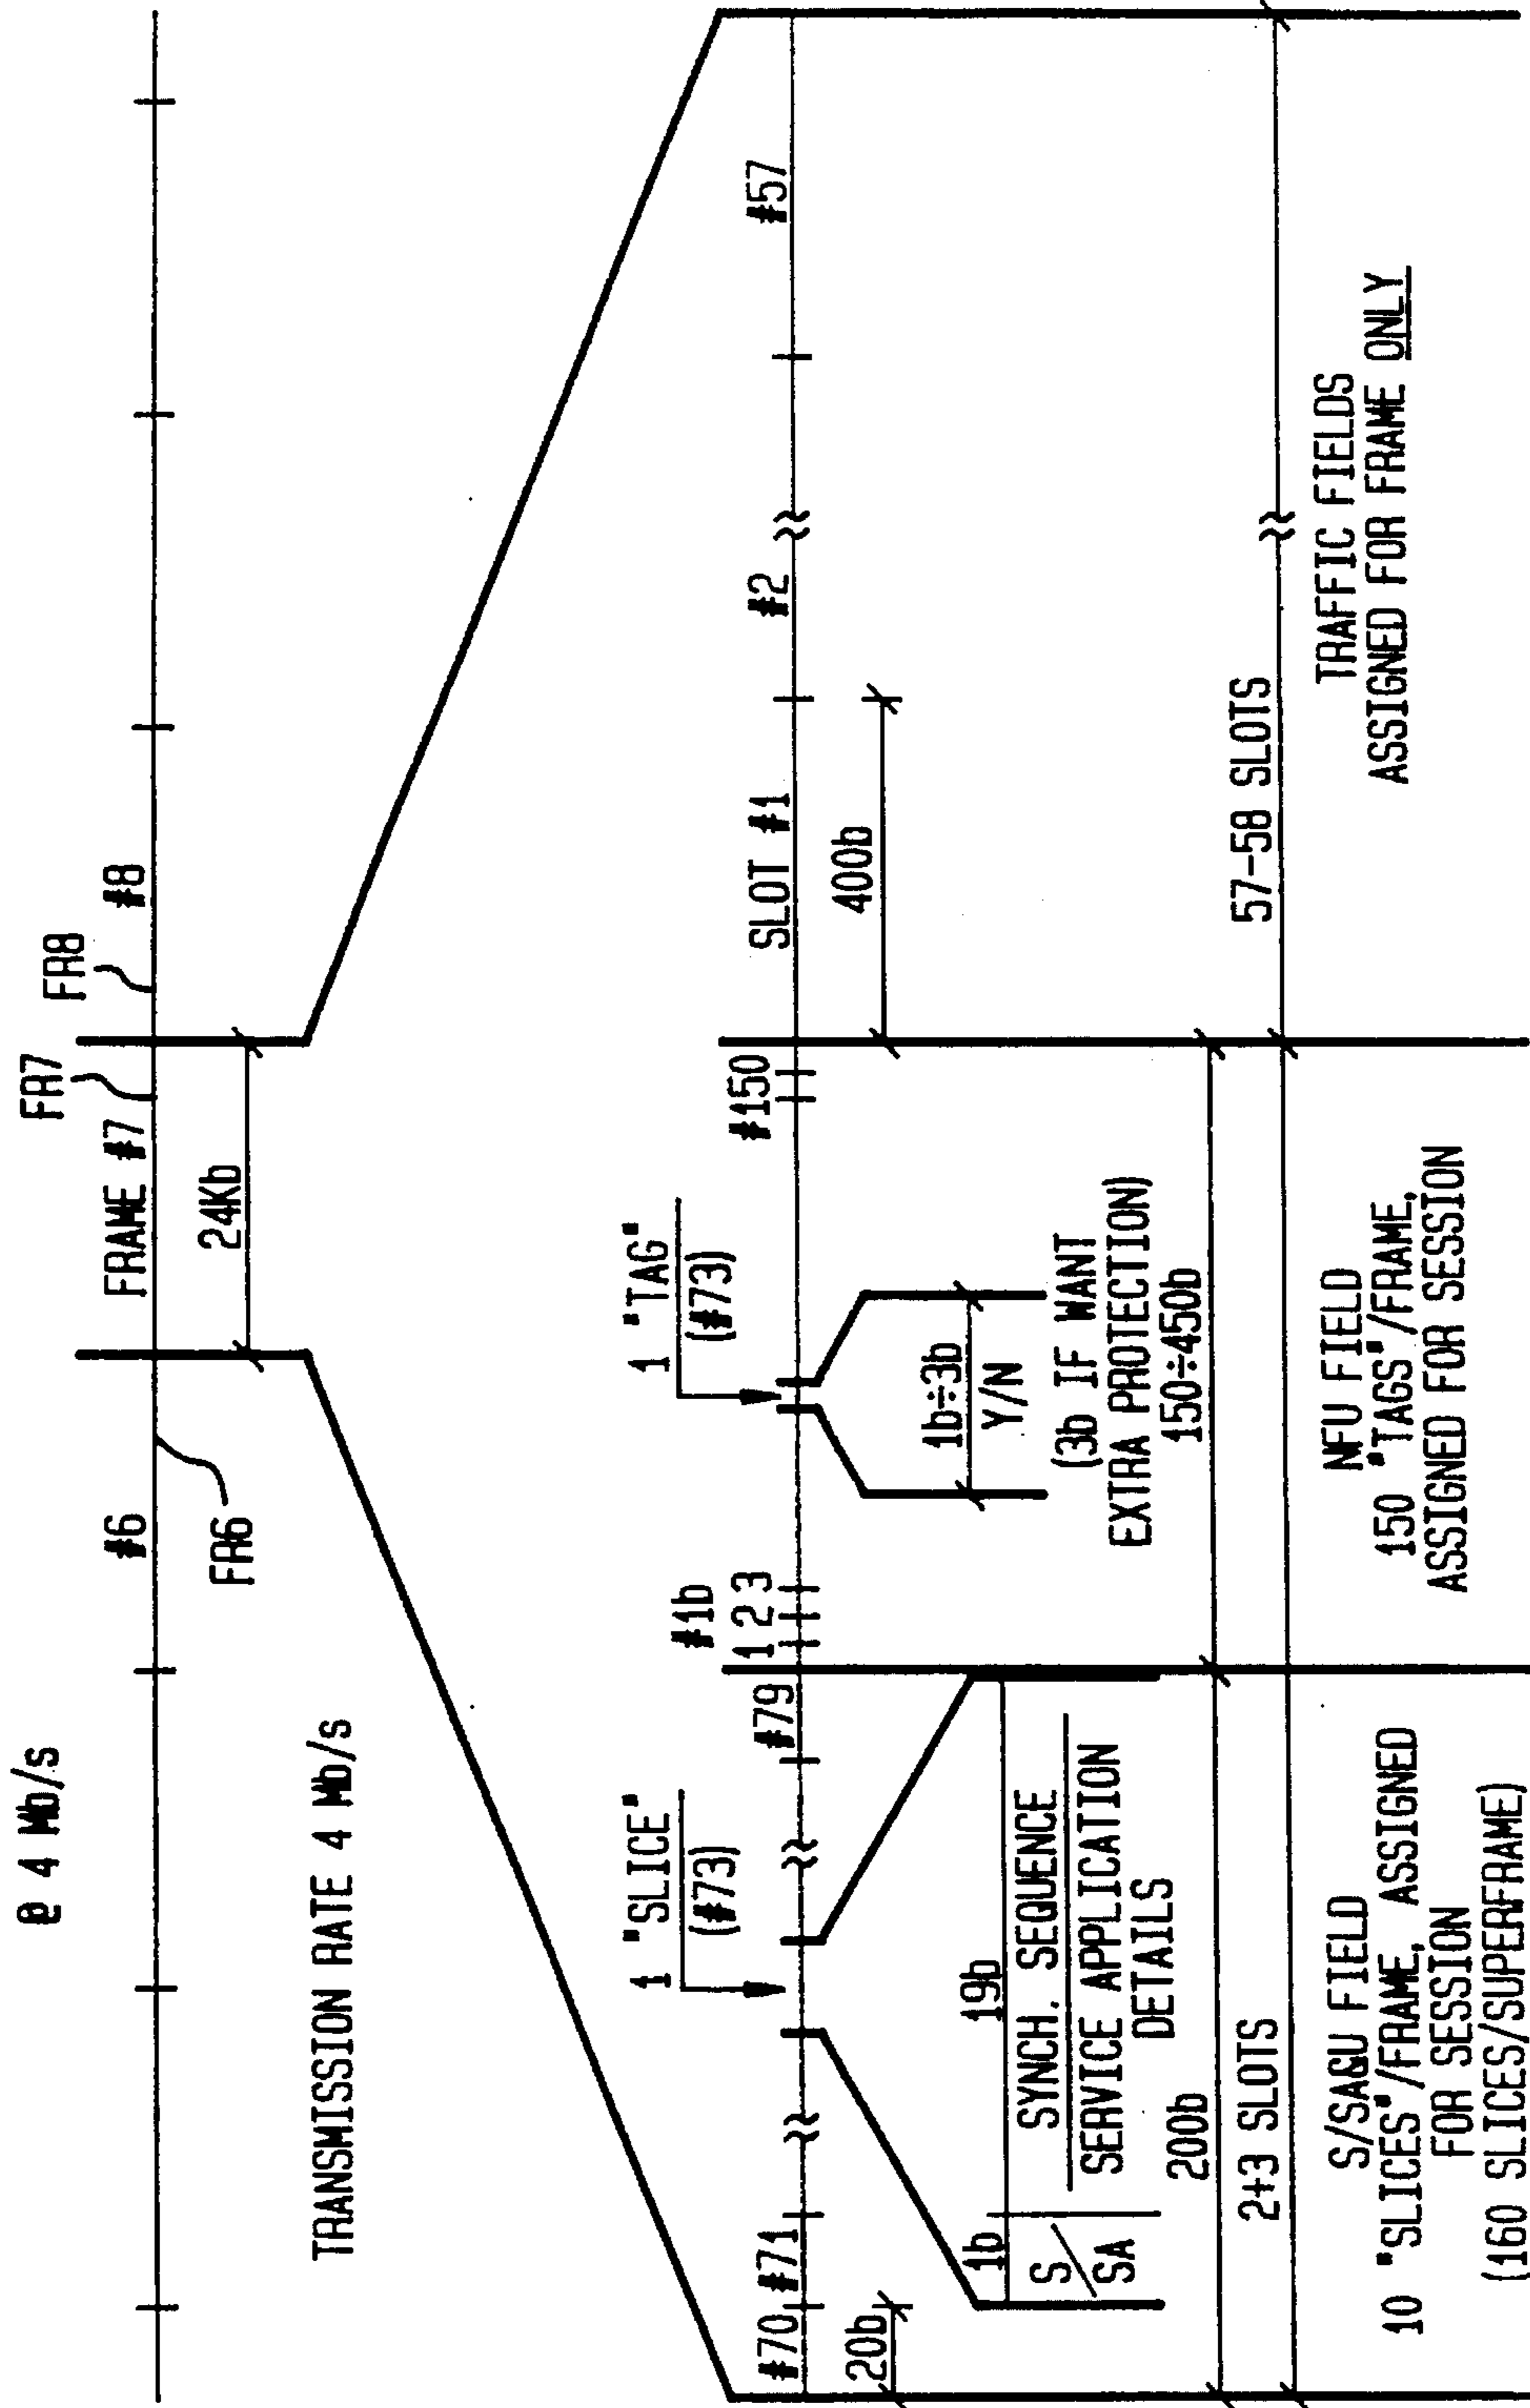 @ 4 Mb/s
#6
FR6
FRAME #7
FR7
#8
FR8
24Kb
TRANSMISSION RATE 4 Mb/s
1 "SLICE"
(#73)
#70 #71
#79
20b
1b
S/SA
19b
SYNCH. SEQUENCE
SERVICE APPLICATION
DETAILS
200b
2÷3 SLOTS
S/SA&U FIELD
10 "SLICES"/FRAME, ASSIGNED
FOR SESSION
(160 SLICES/SUPERFRAME)
#1b
1 2 3
1 "TAG"
(#73)
#150
1b÷3b
Y/N
(3b IF WANT
EXTRA PROTECTION)
150÷450b
NFU FIELD
150 "TAGS"/FRAME,
ASSIGNED FOR SESSION
SLOT #1
#2
#57
400b
57-58 SLOTS
TRAFFIC FIELDS
ASSIGNED FOR FRAME ONLY